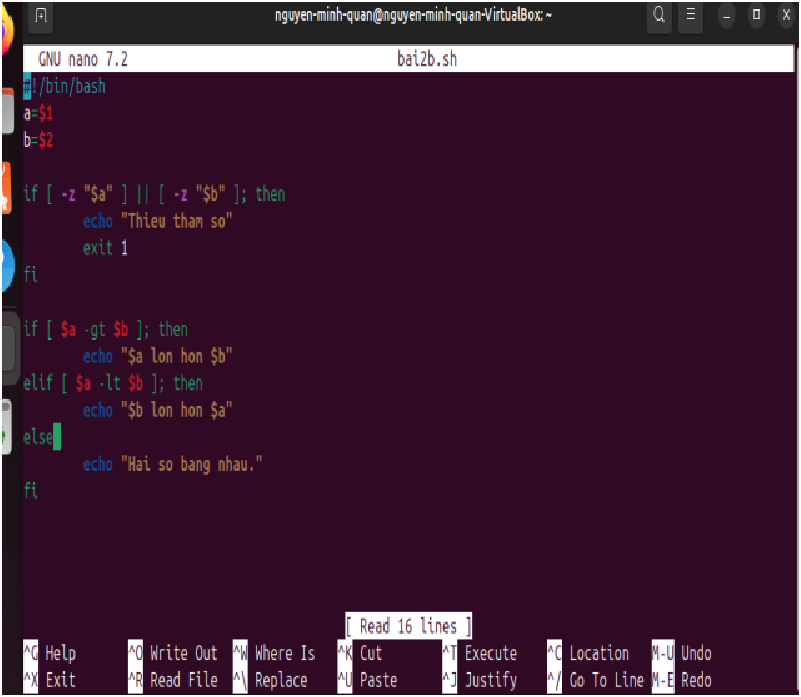 nguyen-minh-quan@nguyen-minh-quan-VirtualBox: ~
GNU nano 7.2 bai2b.sh
#!/bin/bash
a=$1
b=$2
if [ -z "$a" ] || [ -z "$b" ]; then
echo "Thieu tham so"
exit 1
fi
if [ $a -gt $b ]; then
echo "$a lon hon $b"
elif [ $a -lt $b ]; then
echo "$b lon hon $a"
else
echo "Hai so bang nhau."
fi
[ Read 16 lines ]
^G Help ^O Write Out ^W Where Is ^K Cut ^T Execute ^C Location M-U Undo
^X Exit ^R Read File ^\ Replace ^U Paste ^J Justify ^/ Go To Line M-E Redo